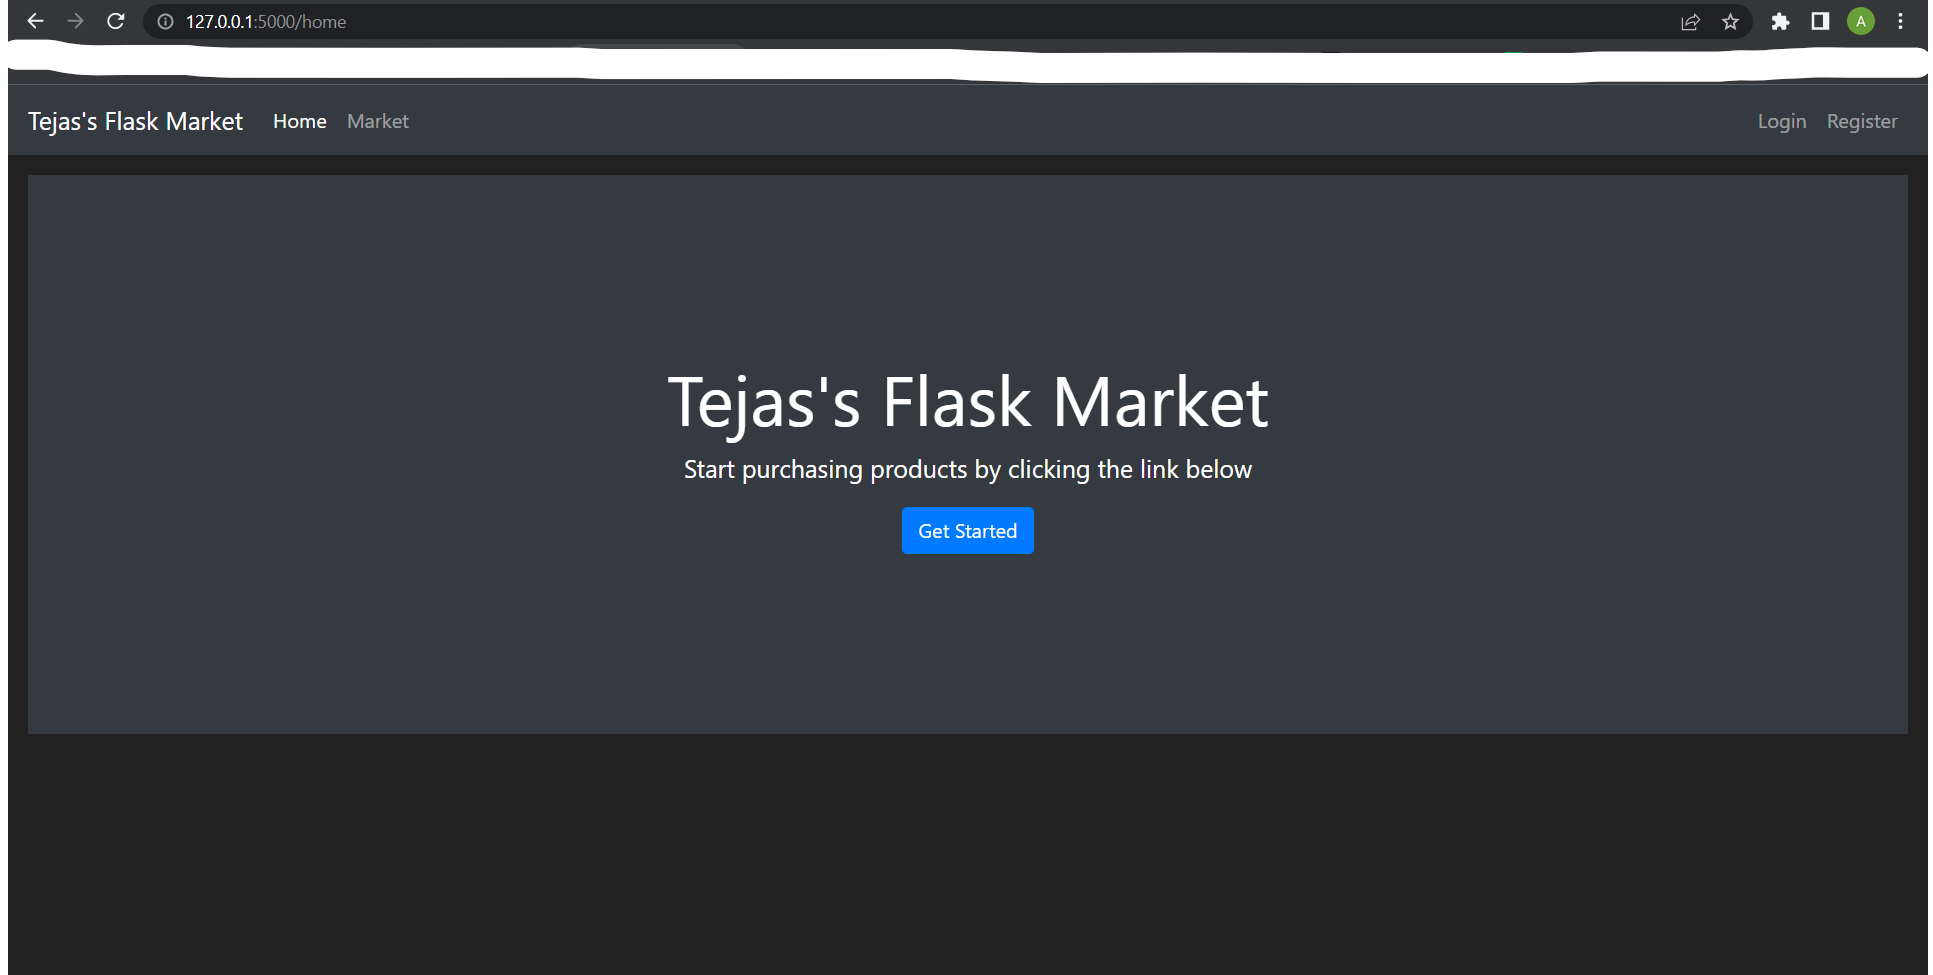 127.0.0.1:5000/home
A
Tejas's Flask Market Home Market Login Register
Tejas's Flask Market
Start purchasing products by clicking the link below
Get Started